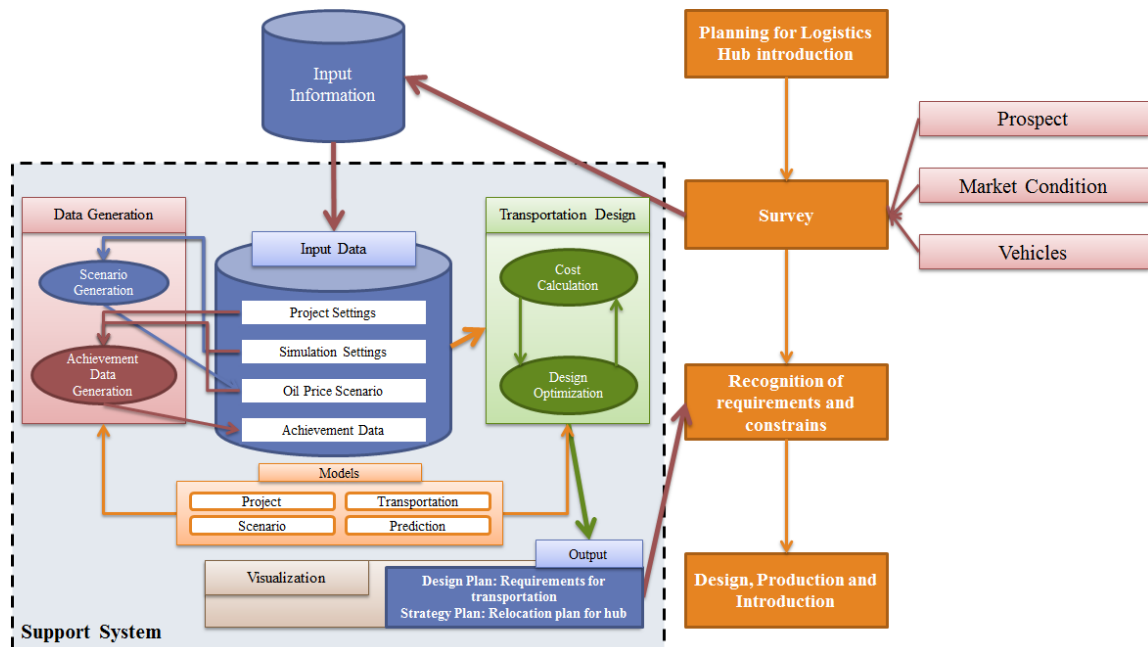 Planning for Logistics
Hub introduction
Input
Information
Prospect
Market Condition
Vehicles
Survey
Data Generation
Input Data
Transportation Design
Scenario
Generation
Achievement
Data
Generation
Project Settings
Simulation Settings
Oil Price Scenario
Achievement Data
Cost
Calculation
Design
Optimization
Recognition of
requirements and
constrains
Models
Project
Transportation
Scenario
Prediction
Visualization
Output
Design Plan: Requirements for
transportation
Strategy Plan: Relocation plan for hub
Design, Production and
Introduction
Support System